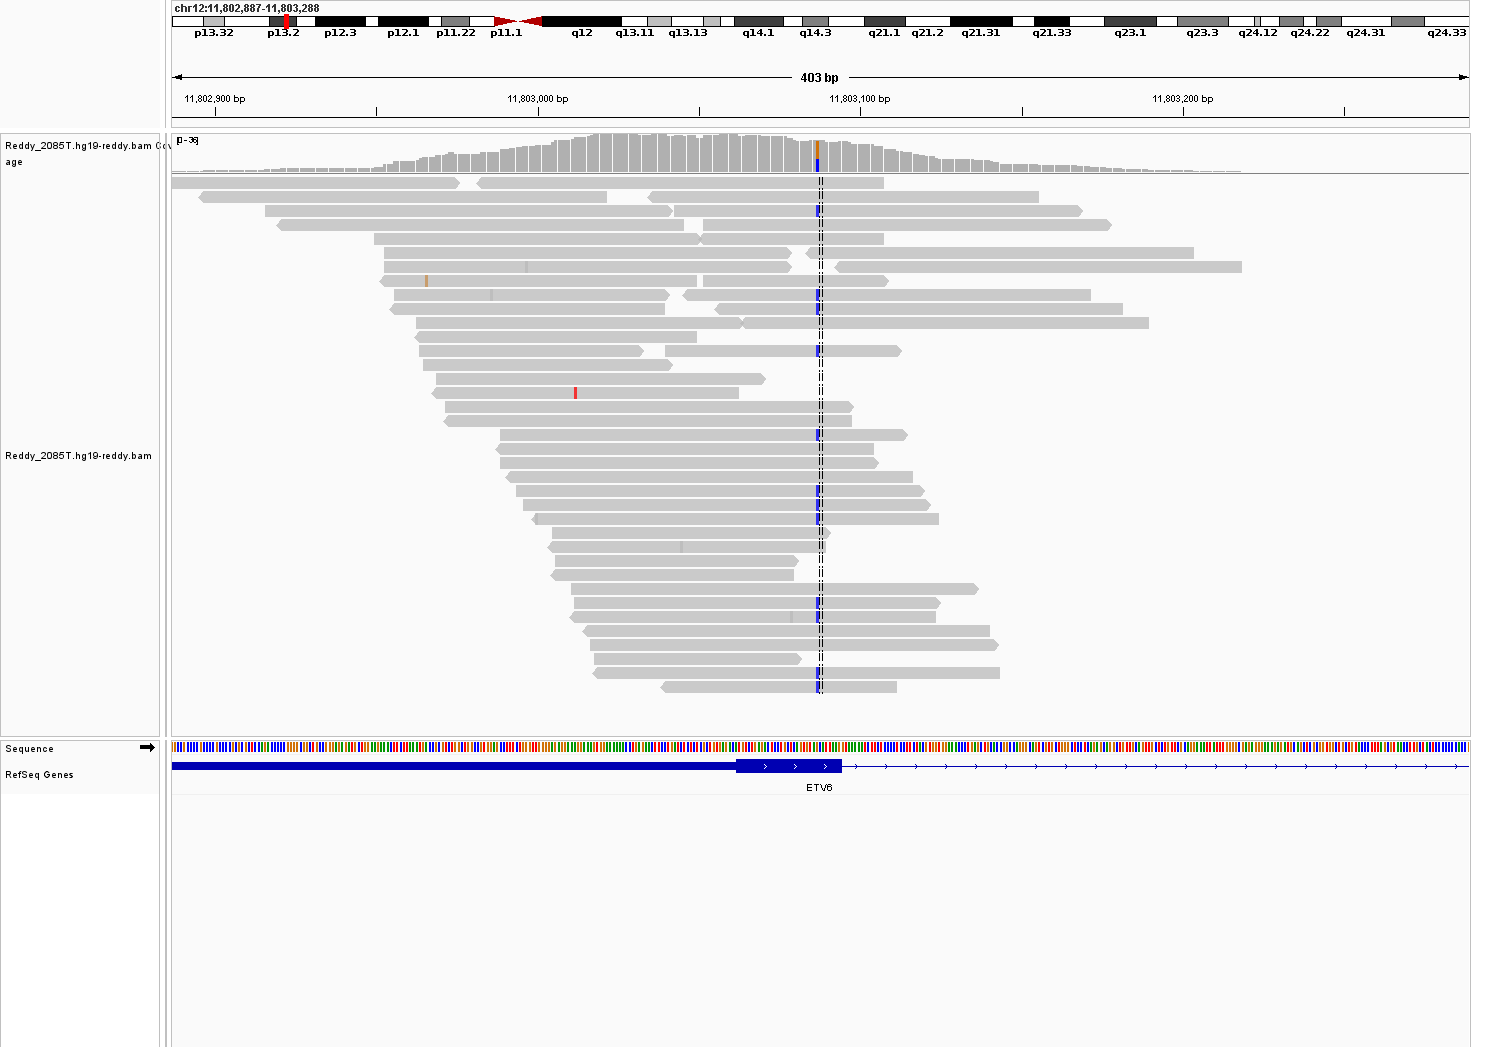 chr12:11,802,887-11,803,288
p13.32 p13.2 p12.3 p12.1 p11.22 p11.1 q12 q13.11 q13.13 q14.1 q14.3 q21.1 q21.2 q21.31 q21.33 q23.1 q23.3 q24.12 q24.22 q24.31 q24.33
403 bp
11,802,900 bp 11,803,000 bp 11,803,100 bp 11,803,200 bp
Reddy_2085T.hg19-reddy.bam Cov
age
[0-36]
Reddy_2085T.hg19-reddy.bam
Sequence
RefSeq Genes
ETV6